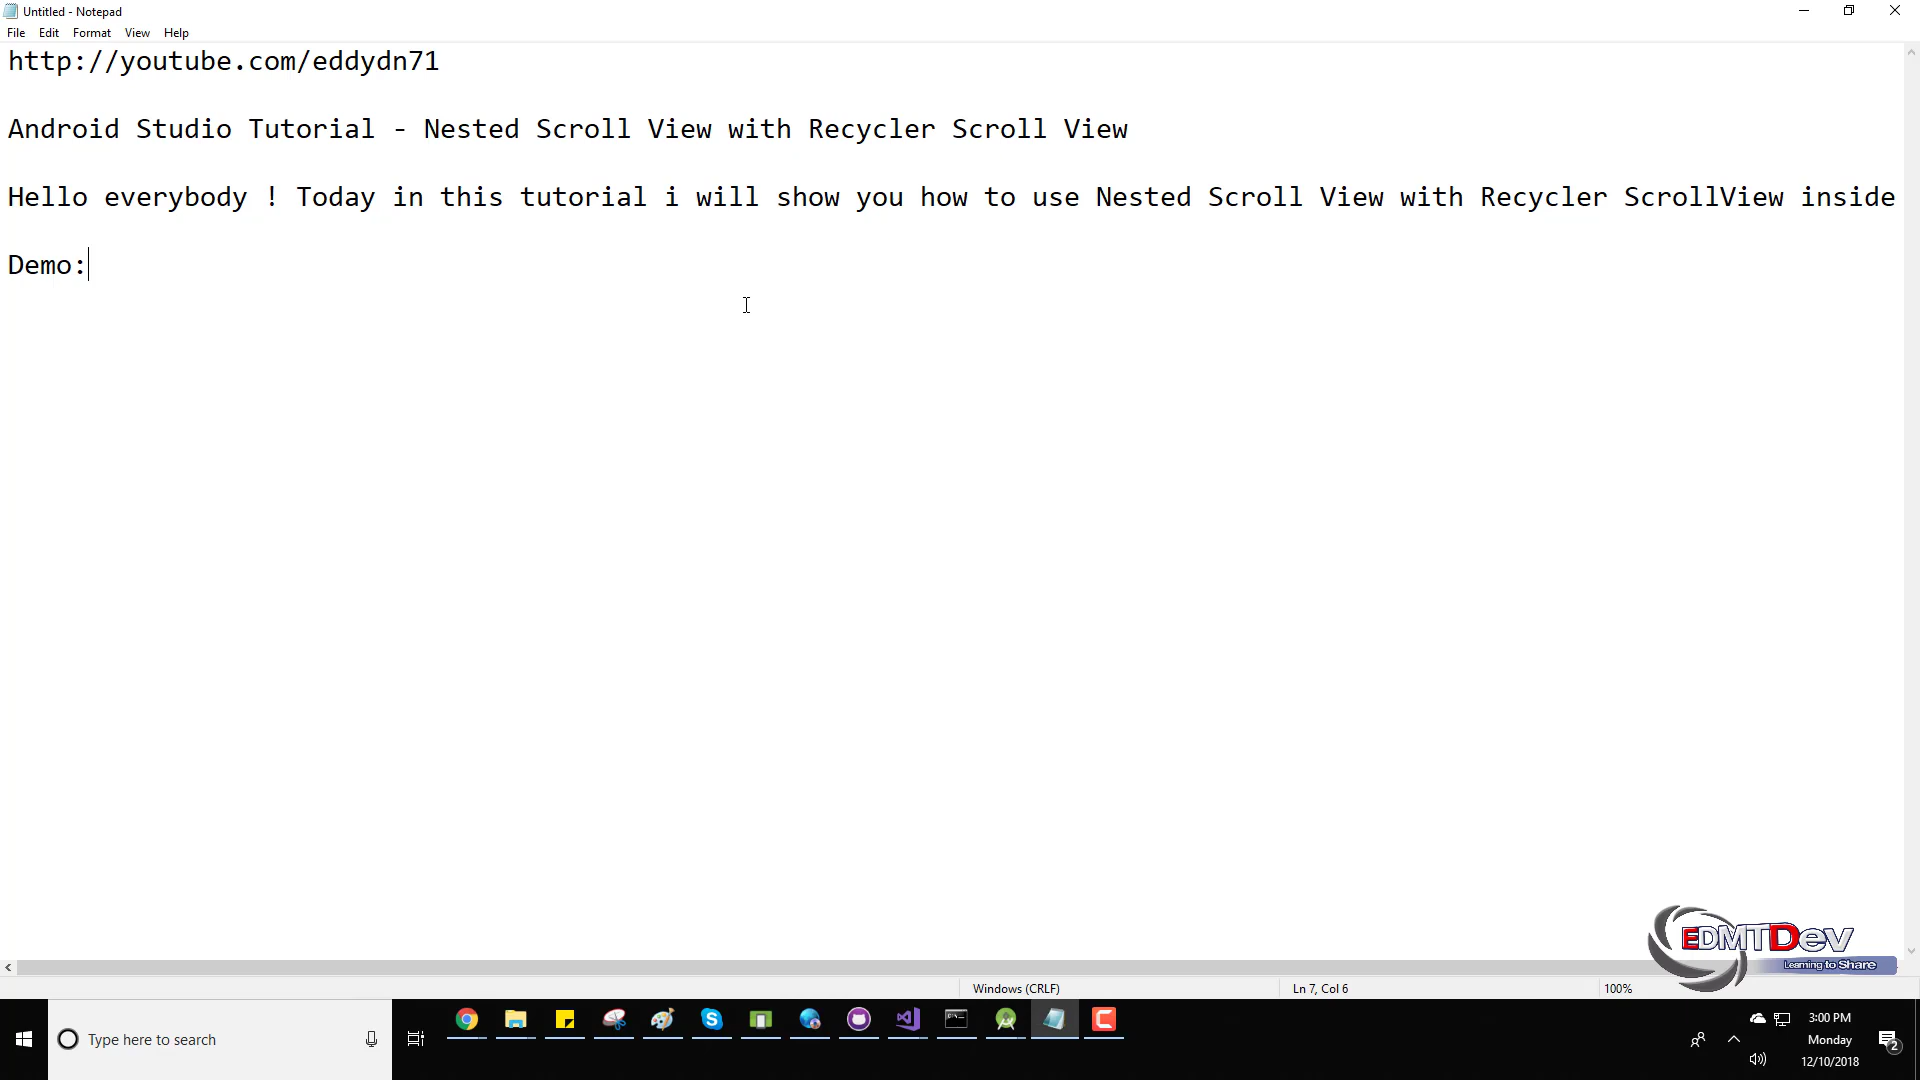 Untitled - Notepad
File Edit Format View Help
http://youtube.com/eddydn71
Android Studio Tutorial - Nested Scroll View with Recycler Scroll View
Hello everybody ! Today in this tutorial i will show you how to use Nested Scroll View with Recycler ScrollView inside
Demo:
EDMTDev
Learning to Share
Windows (CRLF) Ln 7, Col 6 100%
Type here to search
3:00 PM
Monday
12/10/2018
2